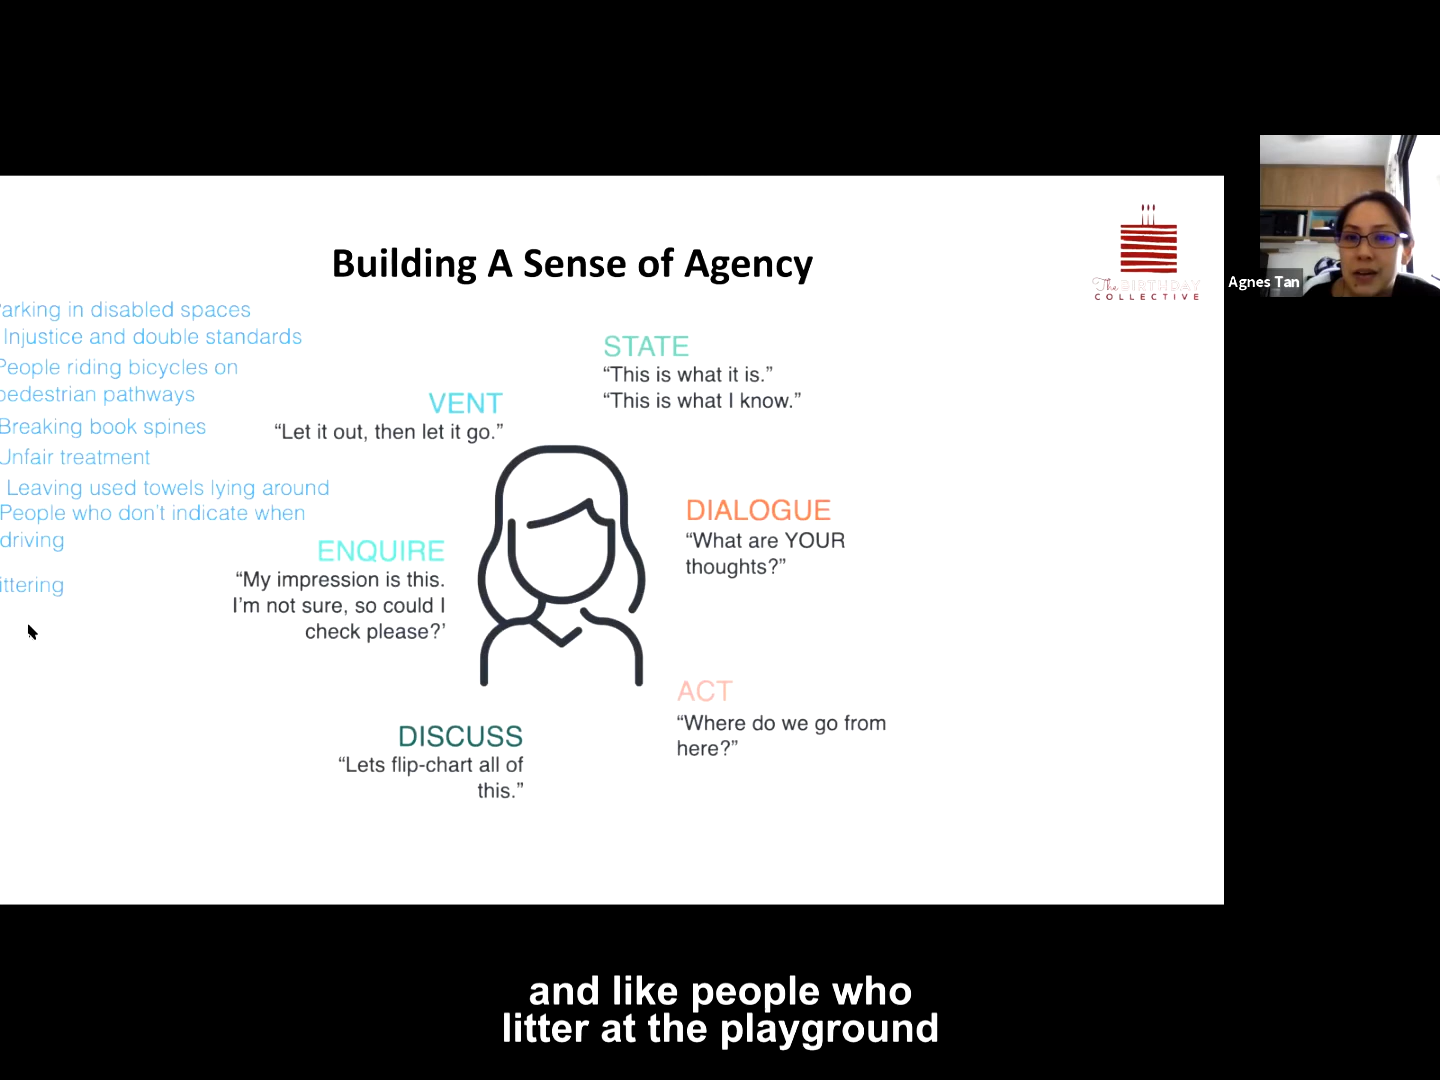 Building A Sense of Agency
The BIRTHDAY
COLLECTIVE
Agnes Tan
arking in disabled spaces
Injustice and double standards
People riding bicycles on
pedestrian pathways
Breaking book spines
Unfair treatment
Leaving used towels lying around
People who don't indicate when
driving
ittering
VENT
“Let it out, then let it go.”
ENQUIRE
“My impression is this.
I’m not sure, so could I
check please?’
DISCUSS
“Lets flip-chart all of
this.”
STATE
“This is what it is.”
“This is what I know.”
DIALOGUE
“What are YOUR
thoughts?”
ACT
“Where do we go from
here?”
and like people who
litter at the playground